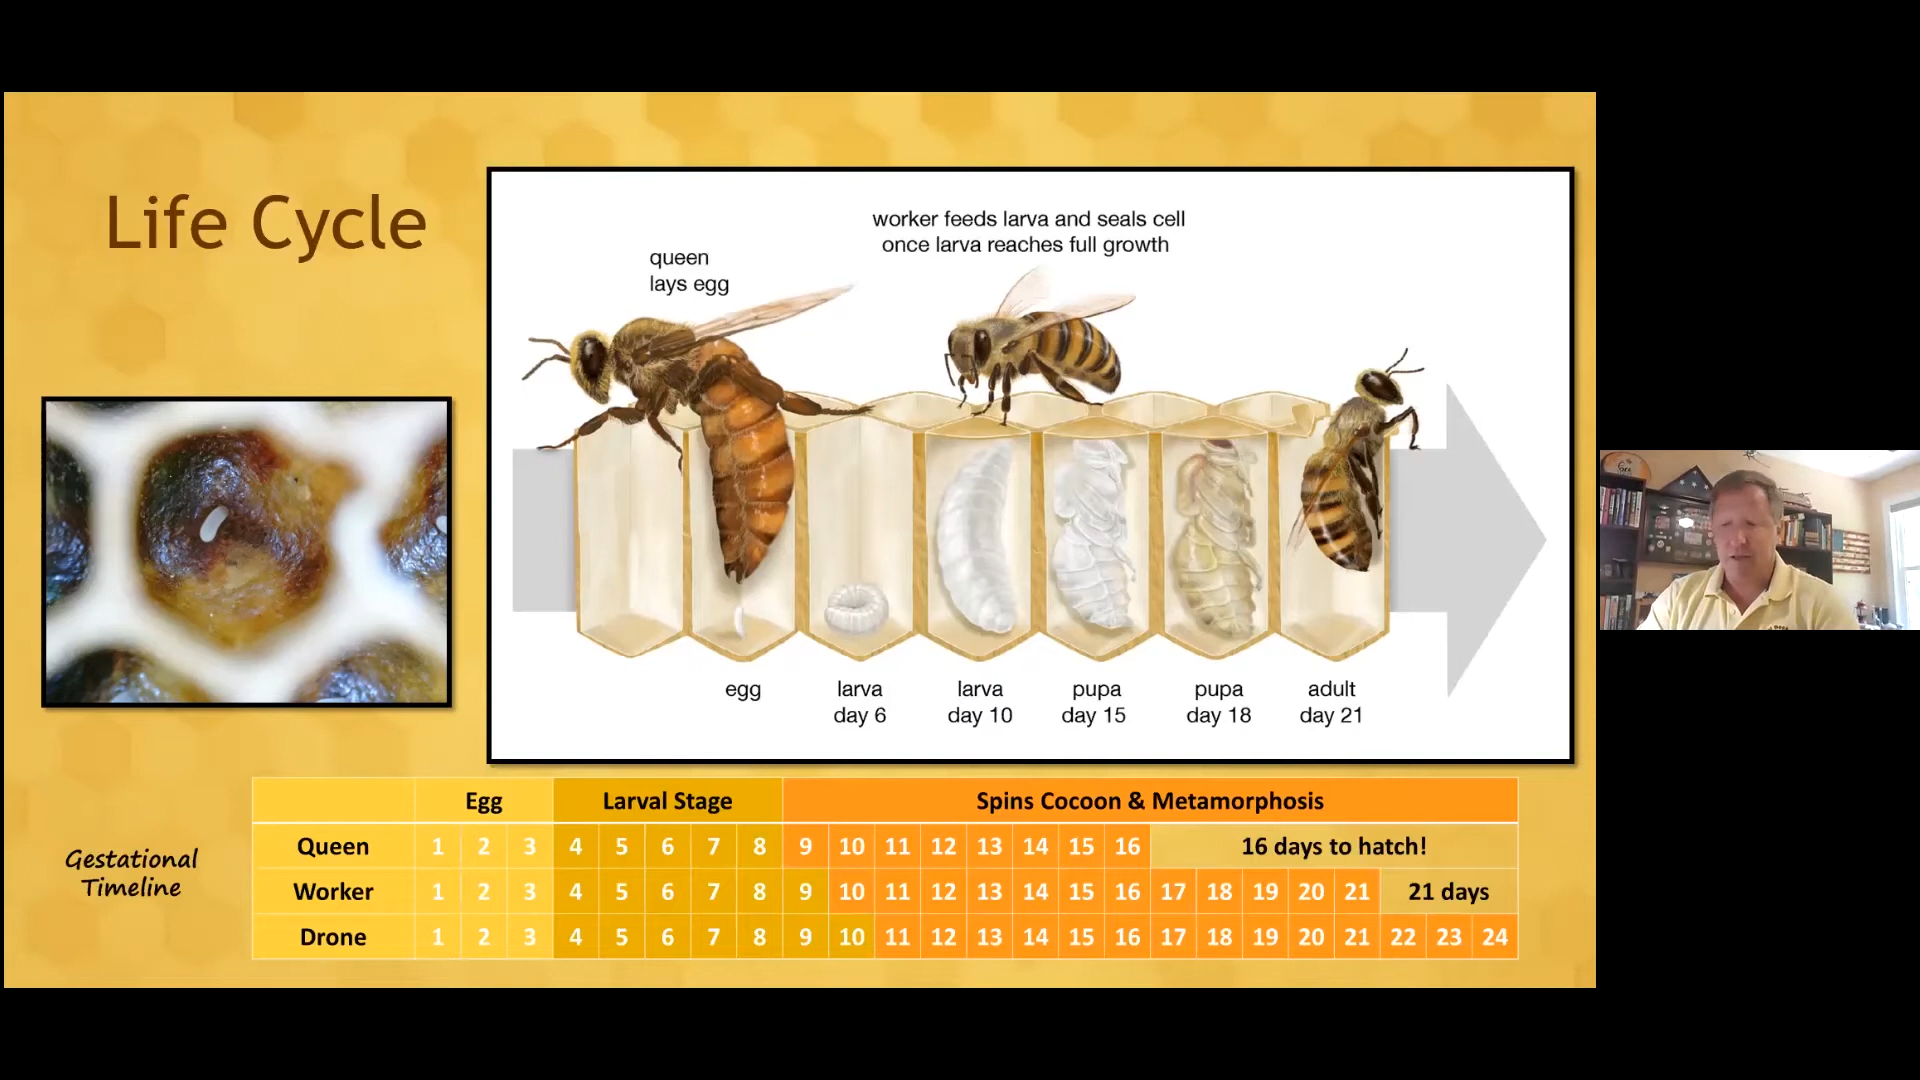 Life Cycle
queen
lays egg
worker feeds larva and seals cell
once larva reaches full growth
egg
larva
day 6
larva
day 10
pupa
day 15
pupa
day 18
adult
day 21
Gestational
Timeline
Egg Larval Stage Spins Cocoon & Metamorphosis
Queen 1 2 3 4 5 6 7 8 9 10 11 12 13 14 15 16 16 days to hatch!
Worker 1 2 3 4 5 6 7 8 9 10 11 12 13 14 15 16 17 18 19 20 21 21 days
Drone 1 2 3 4 5 6 7 8 9 10 11 12 13 14 15 16 17 18 19 20 21 22 23 24